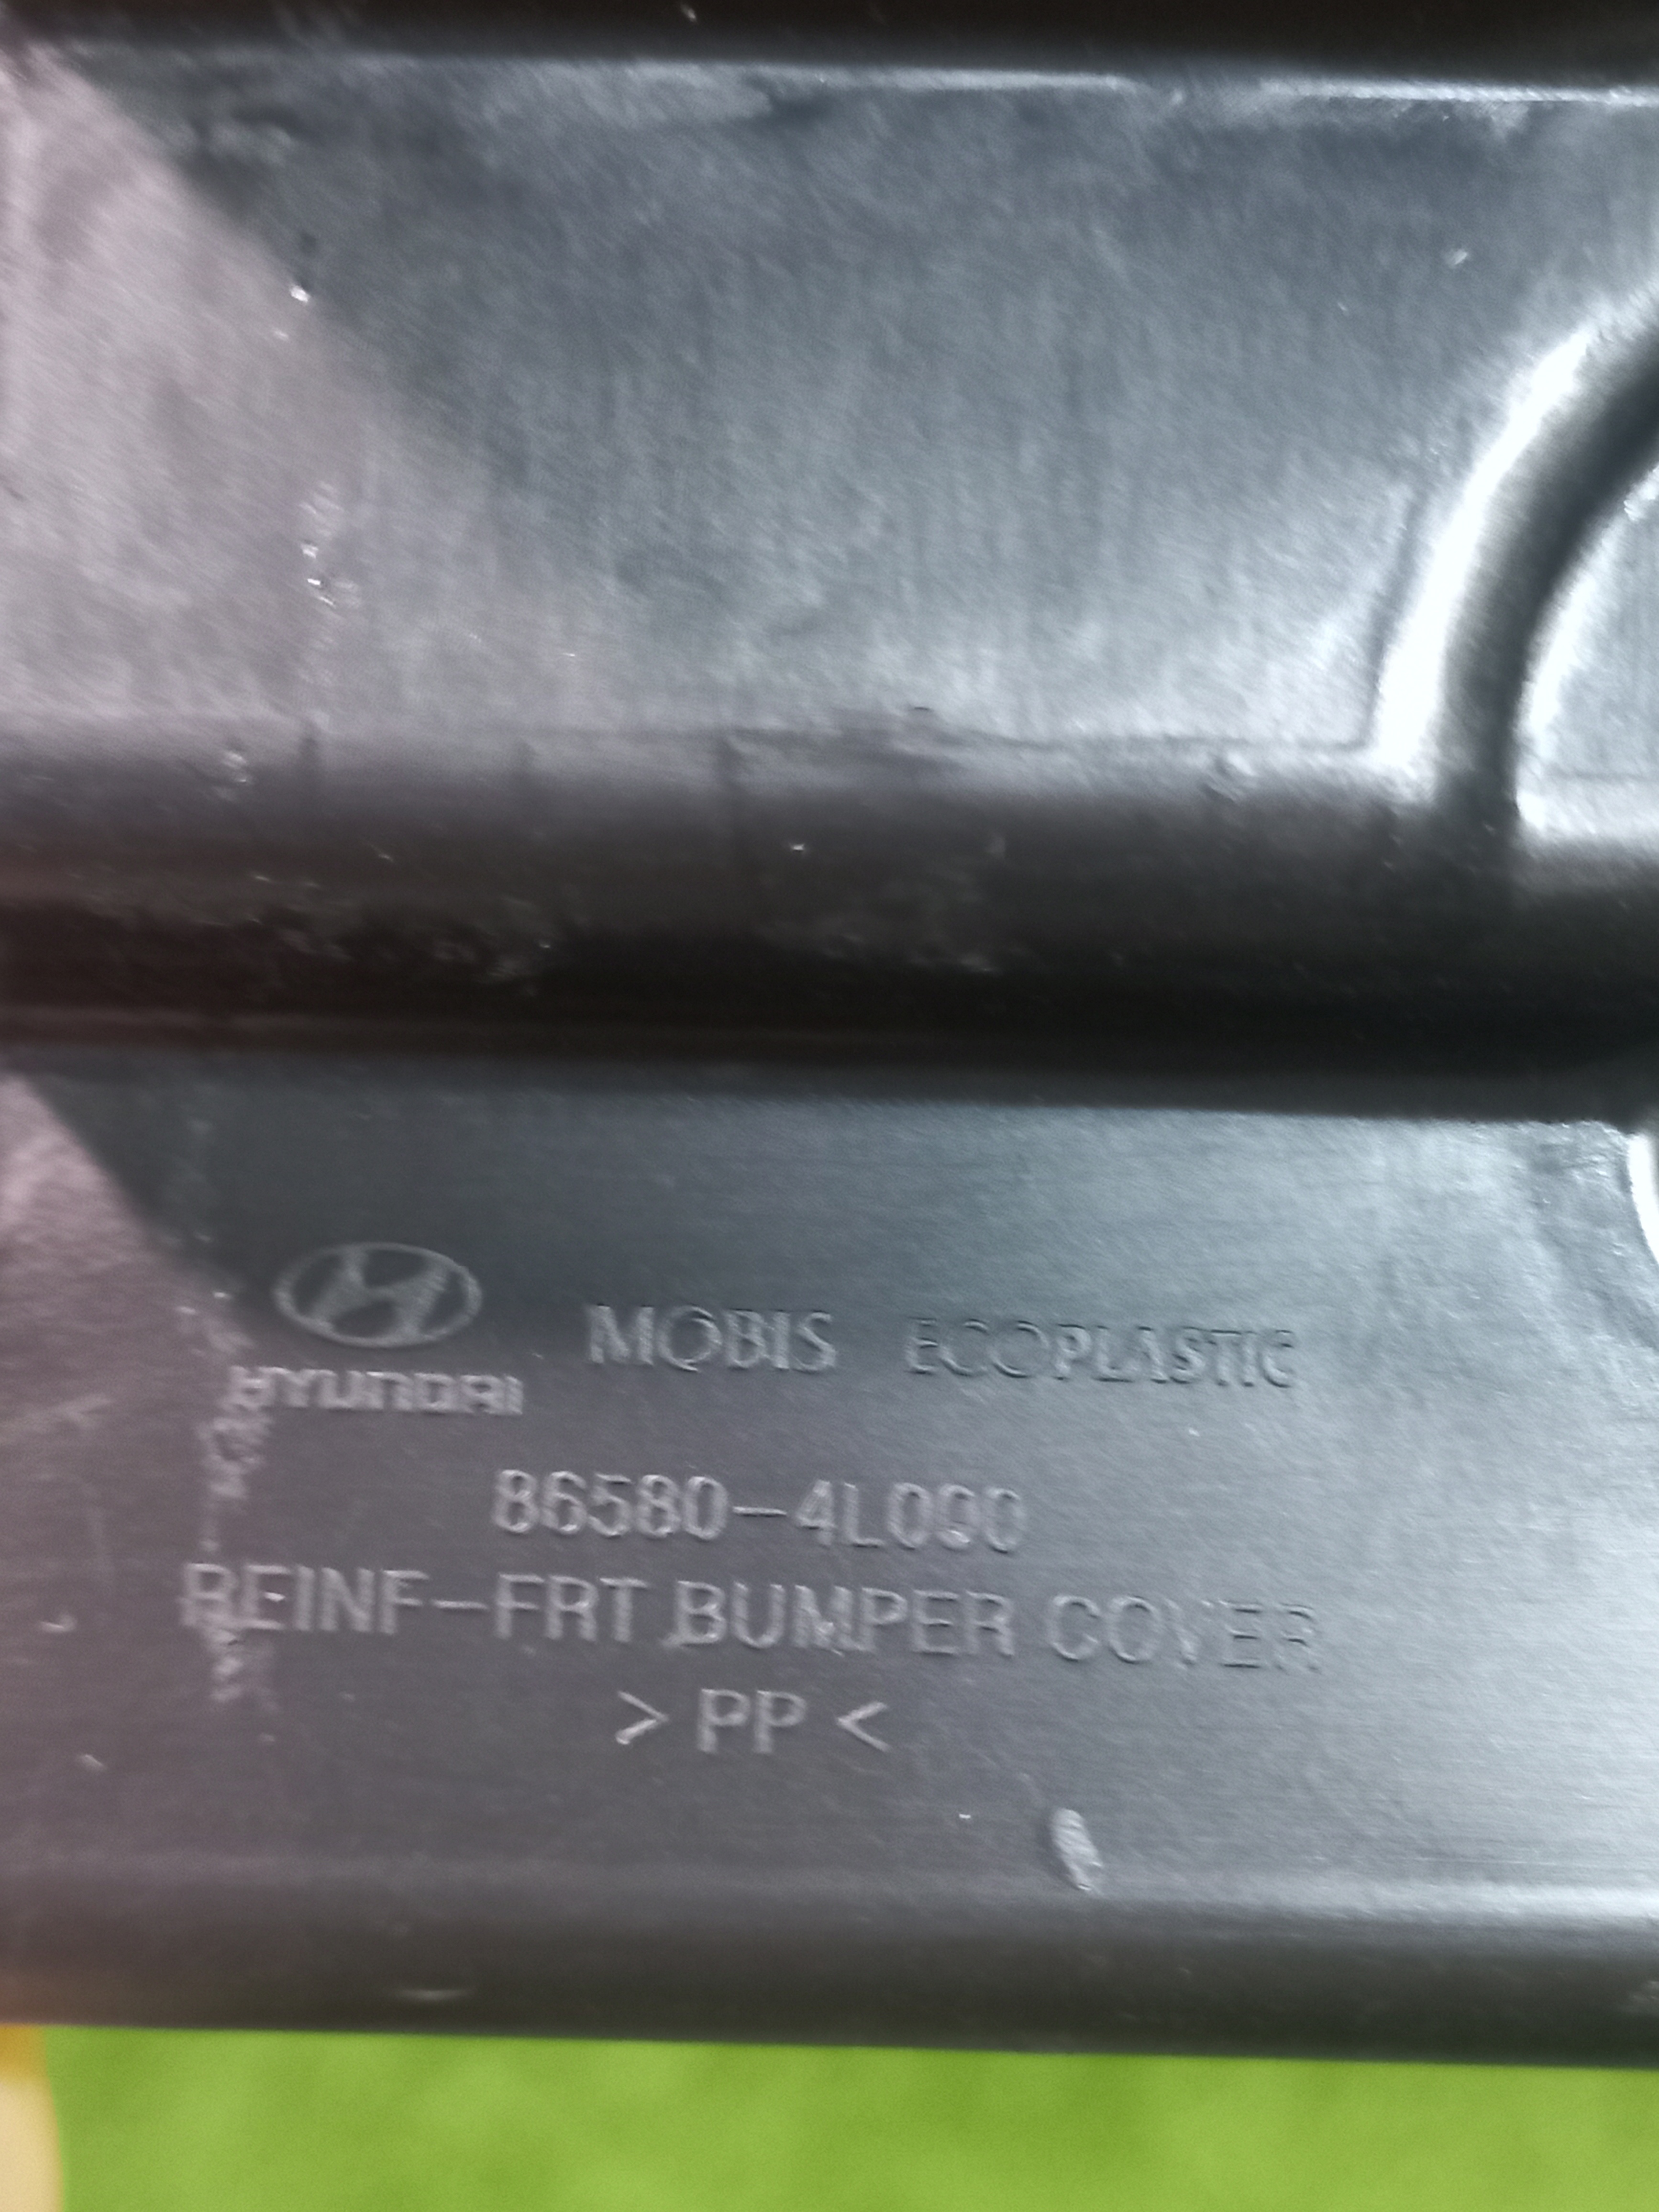 MOBIS ECOPLASTIC
HYUNDAI
86580-4L000
REINF-FRT BUMPER COVER
> PP <